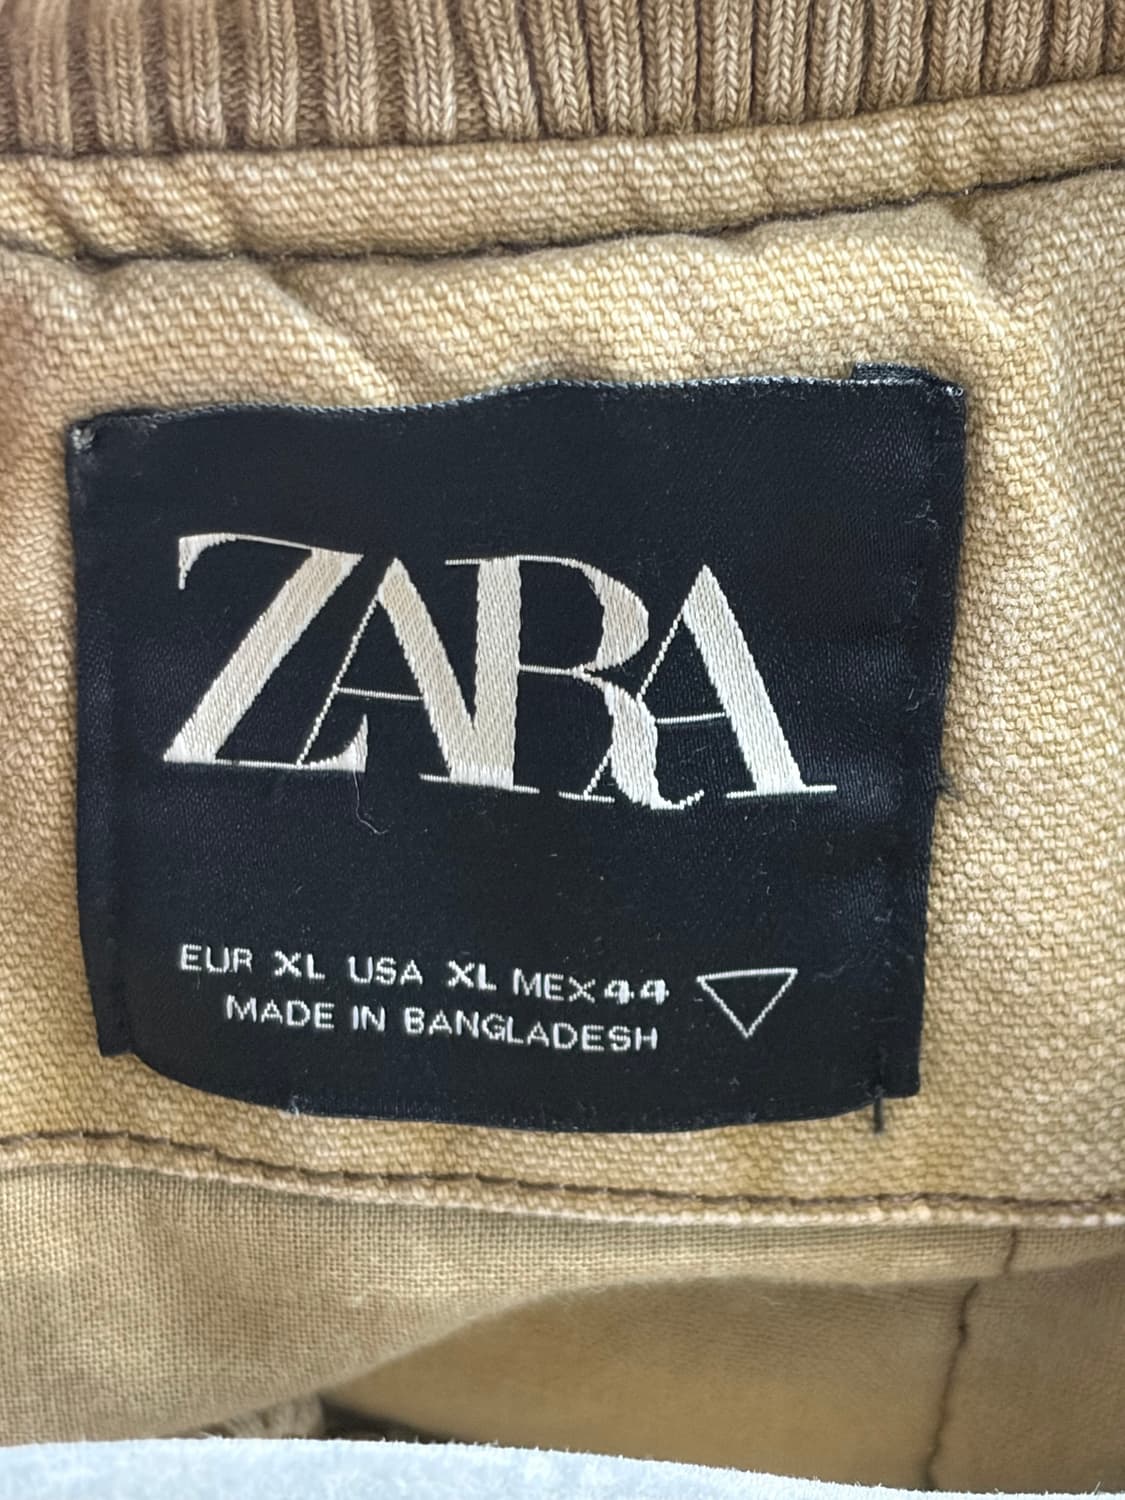 ZARA
EUR XL USA XL MEX 44
MADE IN BANGLADESH